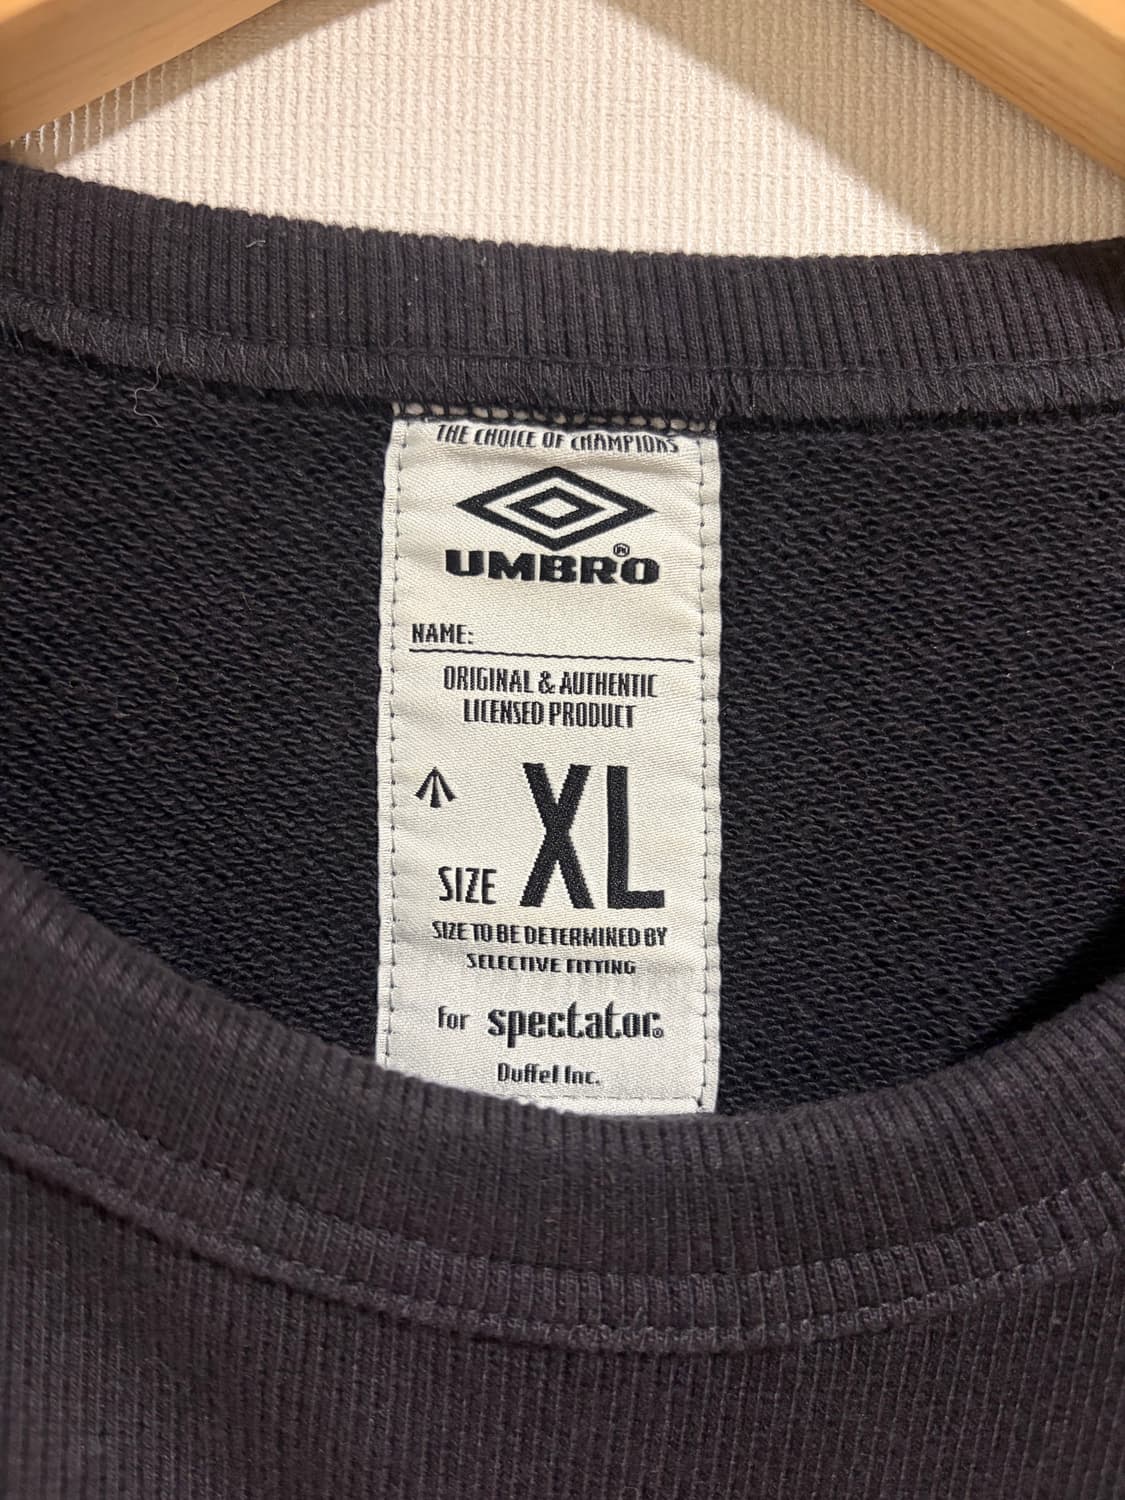 THE CHOICE OF CHAMPIONS
UMBRO®
NAME:
ORIGINAL & AUTHENTIC
LICENSED PRODUCT
SIZE XL
SIZE TO BE DETERMINED BY
SELECTIVE FITTING
for spectator®
Duffel Inc.